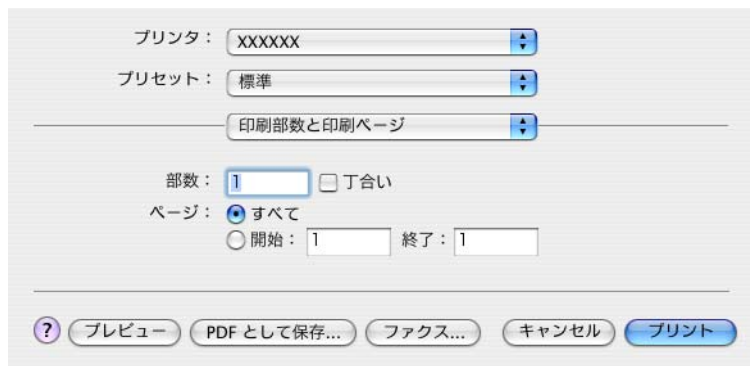 プリンタ： XXXXXX
プリセット： 標準
印刷部数と印刷ページ
部数： 1 丁合い
ページ： すべて
開始： 1 終了： 1
? プレビュー PDF として保存... ファクス... キャンセル プリント